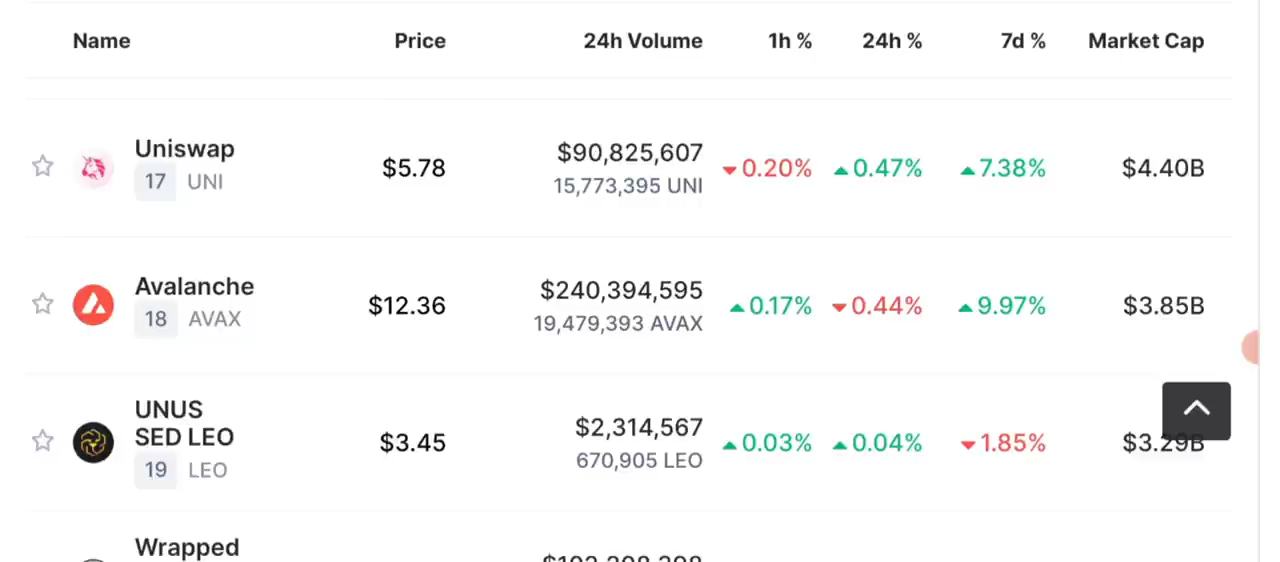 Name Price 24h Volume 1h % 24h % 7d % Market Cap
Uniswap
17 UNI
$5.78
$90,825,607
15,773,395 UNI
0.20% 0.47% 7.38% $4.40B
Avalanche
18 AVAX
$12.36
$240,394,595
19,479,393 AVAX
0.17% 0.44% 9.97% $3.85B
UNUS
SED LEO
19 LEO
$3.45
$2,314,567
670,905 LEO
0.03% 0.04% 1.85% $3.29B
Wrapped